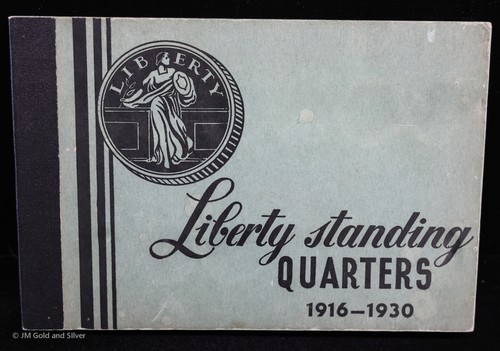 LIBERTY
Liberty standing
QUARTERS
1916-1930
© JM Gold and Silver